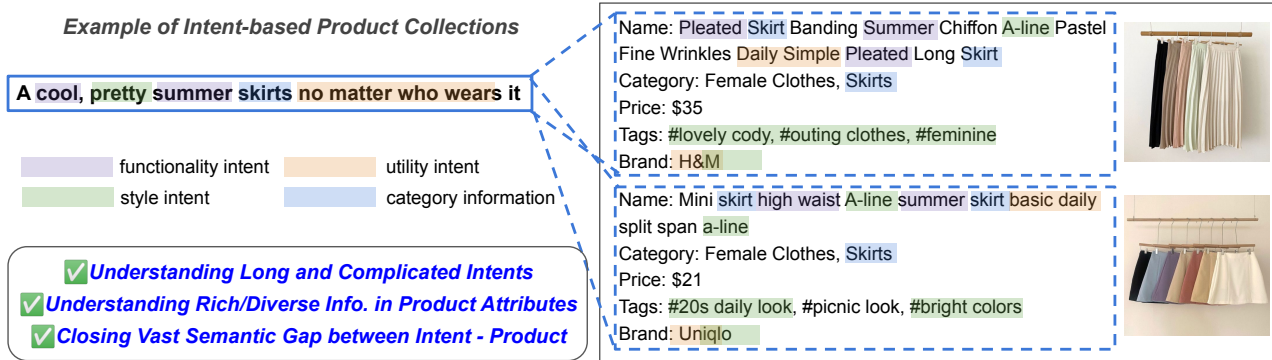 Example of Intent-based Product Collections
A cool, pretty summer skirts no matter who wears it
functionality intent
utility intent
style intent
category information
✅Understanding Long and Complicated Intents
✅Understanding Rich/Diverse Info. in Product Attributes
✅Closing Vast Semantic Gap between Intent - Product
Name: Pleated Skirt Banding Summer Chiffon A-line Pastel
Fine Wrinkles Daily Simple Pleated Long Skirt
Category: Female Clothes, Skirts
Price: $35
Tags: #lovely cody, #outing clothes, #feminine
Brand: H&M
Name: Mini skirt high waist A-line summer skirt basic daily
split span a-line
Category: Female Clothes, Skirts
Price: $21
Tags: #20s daily look, #picnic look, #bright colors
Brand: Uniqlo